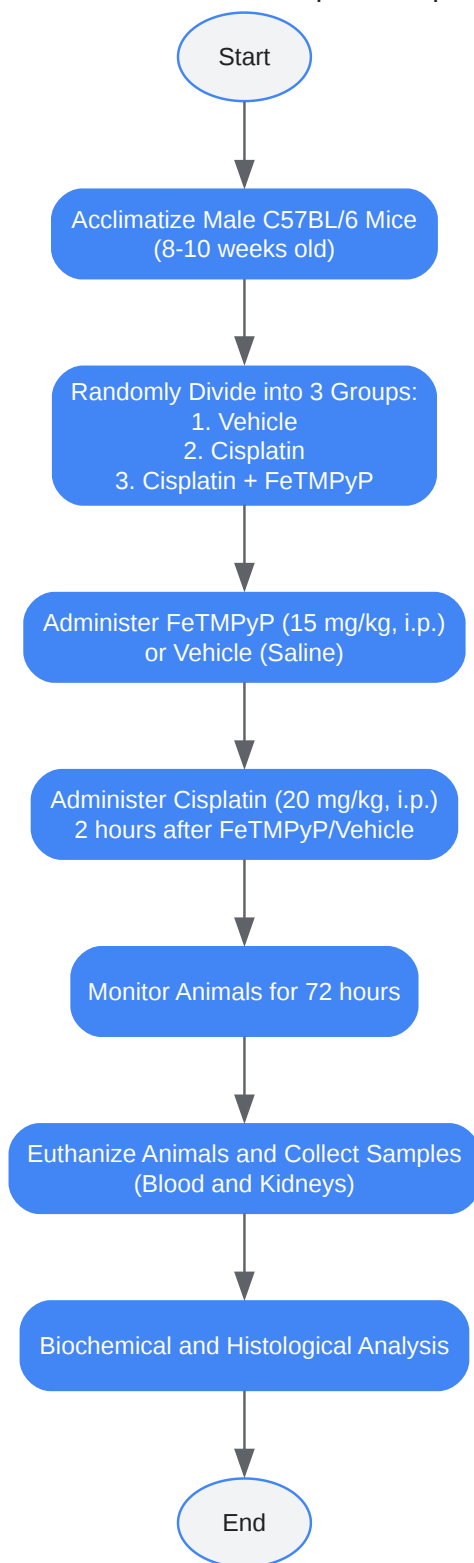 Start
Acclimatize Male C57BL/6 Mice
(8-10 weeks old)
Randomly Divide into 3 Groups:
1. Vehicle
2. Cisplatin
3. Cisplatin + FeTMPyP
Administer FeTMPyP (15 mg/kg, i.p.)
or Vehicle (Saline)
Administer Cisplatin (20 mg/kg, i.p.)
2 hours after FeTMPyP/Vehicle
Monitor Animals for 72 hours
Euthanize Animals and Collect Samples
(Blood and Kidneys)
Biochemical and Histological Analysis
End